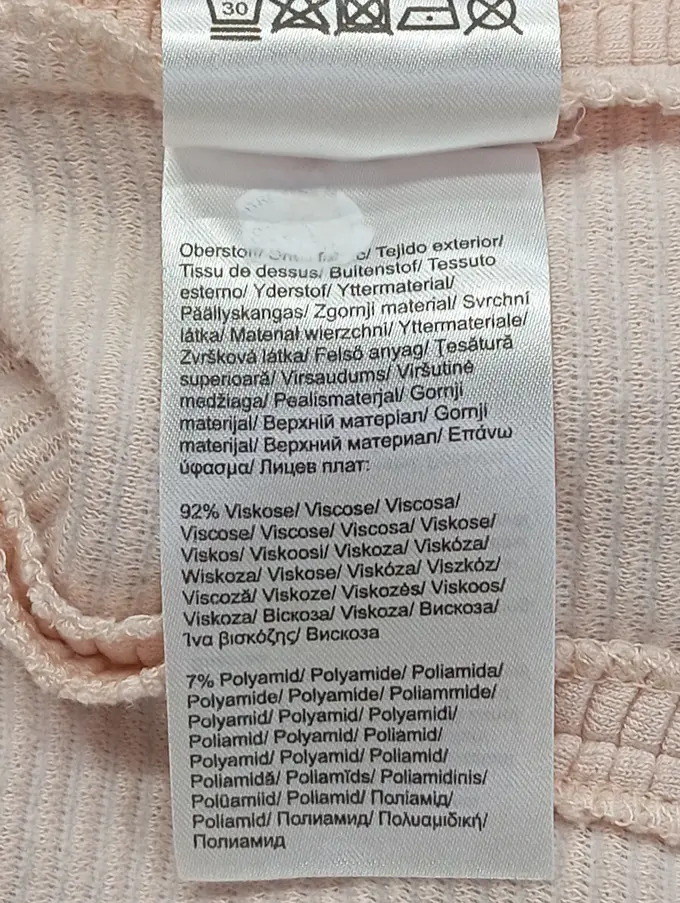 30
Tejido exterior/
Tissu de dessus/ Buitenstof/ Tessuto
esterno/ Yderstof/ Yttermaterial/
Päällyskangas/ Zgornji material/ Svrchní
látka/ Materiał wierzchni/ Yttermateriale/
Zvršková látka/ Felső anyag/ Țesătură
superioară/ Virsaudums/ Viršutinė
medžiaga/ Pealismaterjal/ Gornji
materijal/ Верхній матеріал/ Gornji
materijal/ Верхний материал/ Επάνω
ύφασμα/ Лицев плат:
92% Viskose/ Viscose/ Viscosa/
Viscose/ Viscose/ Viscosa/ Viskose/
Viskos/ Viskoosi/ Viskoza/ Viskóza/
Wiskoza/ Viskose/ Viskóza/ Viszkóz/
Viscoză/ Viskoze/ Viskozės/ Viskoos/
Viskoza/ Віскоза/ Viskoza/ Вискоза/
Ίνα βισκόζης/ Вискоза
7% Polyamid/ Polyamide/ Poliamida/
Polyamide/ Polyamide/ Poliammide/
Polyamid/ Polyamid/ Polyamidi/
Poliamid/ Polyamid/ Poliamid/
Polyamid/ Polyamid/ Poliamid/
Poliamidă/ Poliamīds/ Poliamidinis/
Polüamiid/ Poliamid/ Поліамід/
Poliamid/ Полиамид/ Πολυαμιδική/
Полиамид